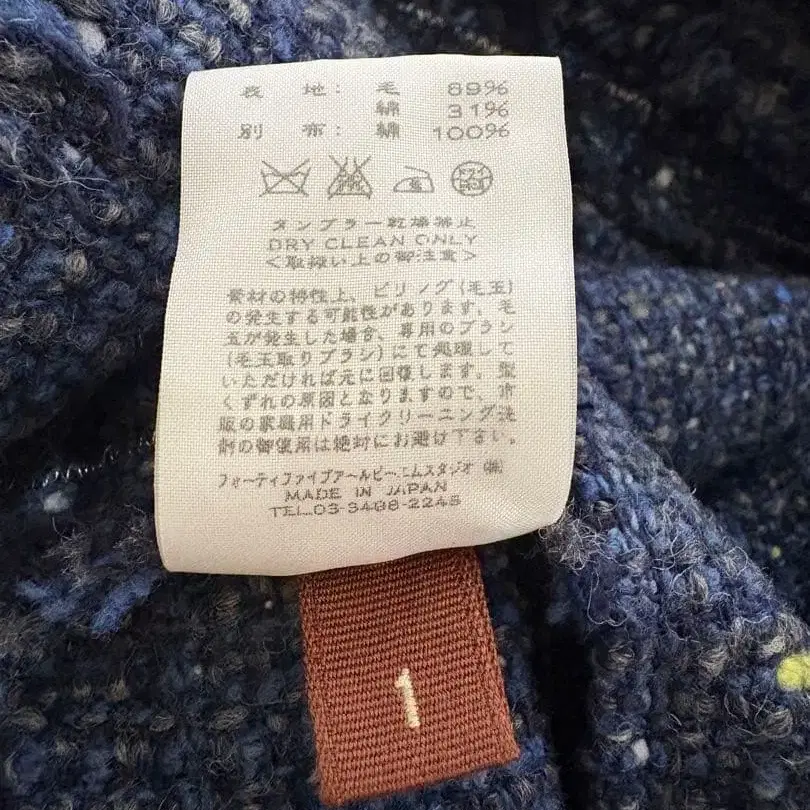 表 地: 毛 89%
綿 31%
別 布: 綿 100%
ドライ
タンブラー乾燥禁止
DRY CLEAN ONLY
<取扱い上の御注意>
素材の特性上、ピリング(毛玉)
の発生する可能性があります。毛
玉が発生した場合、専用のブラシ
(毛玉取りブラシ)にて処理して
いただければ元に回復します。型
くずれの原因となりますので、市
販の家庭用ドライクリーニング洗
剤の御使用は絶対にお避け下さい。
フォーティファイブアールピーエムスタジオ(株)
MADE IN JAPAN
TEL.03-3498-2245
1